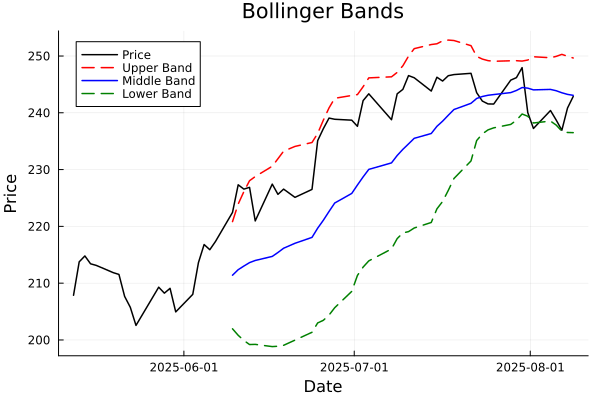 Bollinger Bands
Price
Upper Band
Middle Band
Lower Band
Price
250
240
230
220
210
200
2025-06-01 2025-07-01 2025-08-01
Date